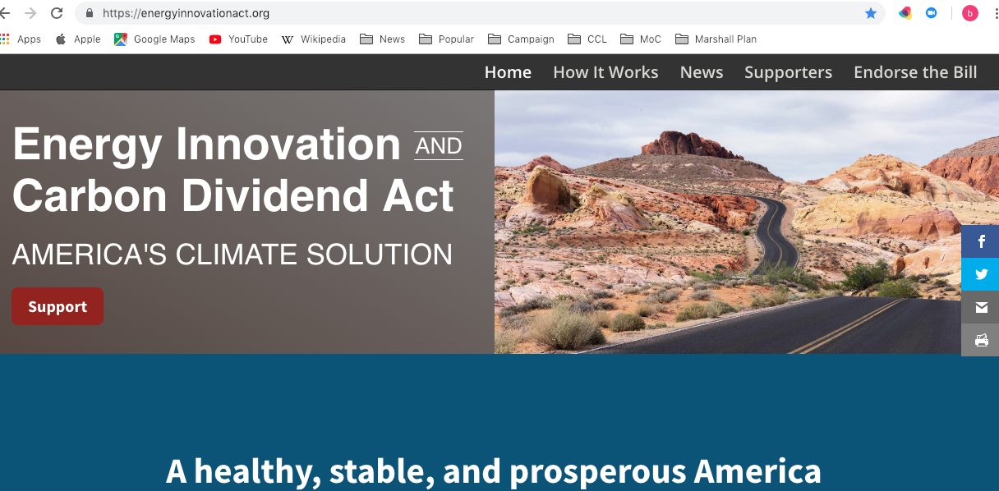 https://energyinnovationact.org
b
Apps Apple Google Maps YouTube W Wikipedia News Popular Campaign CCL MoC Marshall Plan
Home How It Works News Supporters Endorse the Bill
Energy Innovation AND
Carbon Dividend Act
AMERICA'S CLIMATE SOLUTION
Support
f
A healthy, stable, and prosperous America